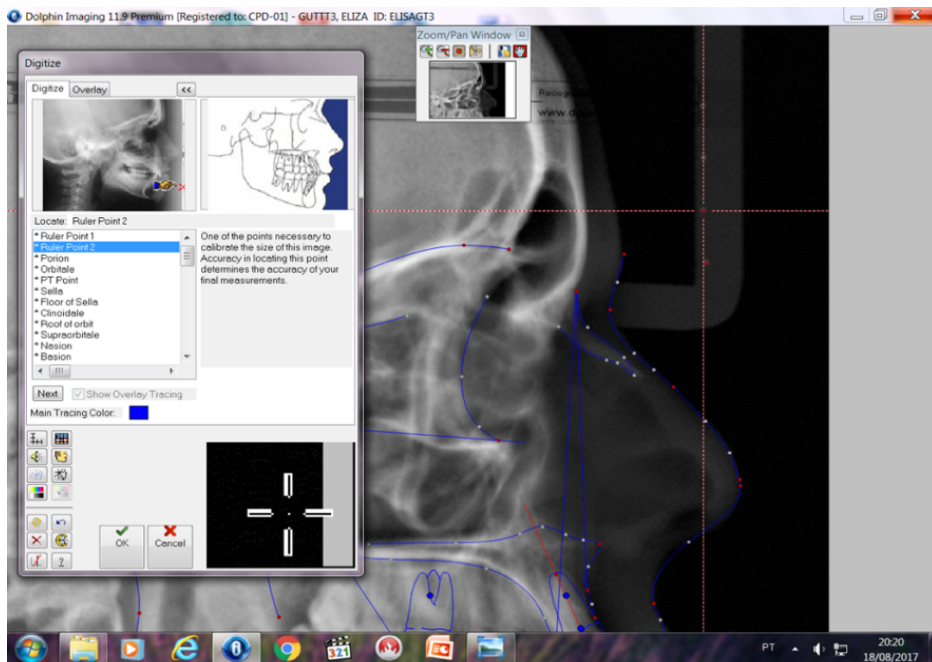 Dolphin Imaging 11.9 Premium [Registered to: CPD-01] - GUTTT3, ELIZA ID: ELISAGT3
Zoom/Pan Window
Digitize
Digitize
Overlay
<<
Locate: Ruler Point 2
* Ruler Point 1
* Ruler Point 2
* Porion
* Orbitale
* PT Point
* Sella
* Floor of Sella
* Clinoidale
* Roof of orbit
* Supraorbitale
* Nasion
* Basion
One of the points necessary to
calibrate the size of this image.
Accuracy in locating this point
determines the accuracy of your
final measurements.
Next
Show Overlay Tracing
Main Tracing Color:
OK
Cancel
?
321
PT
20:20
18/08/2017